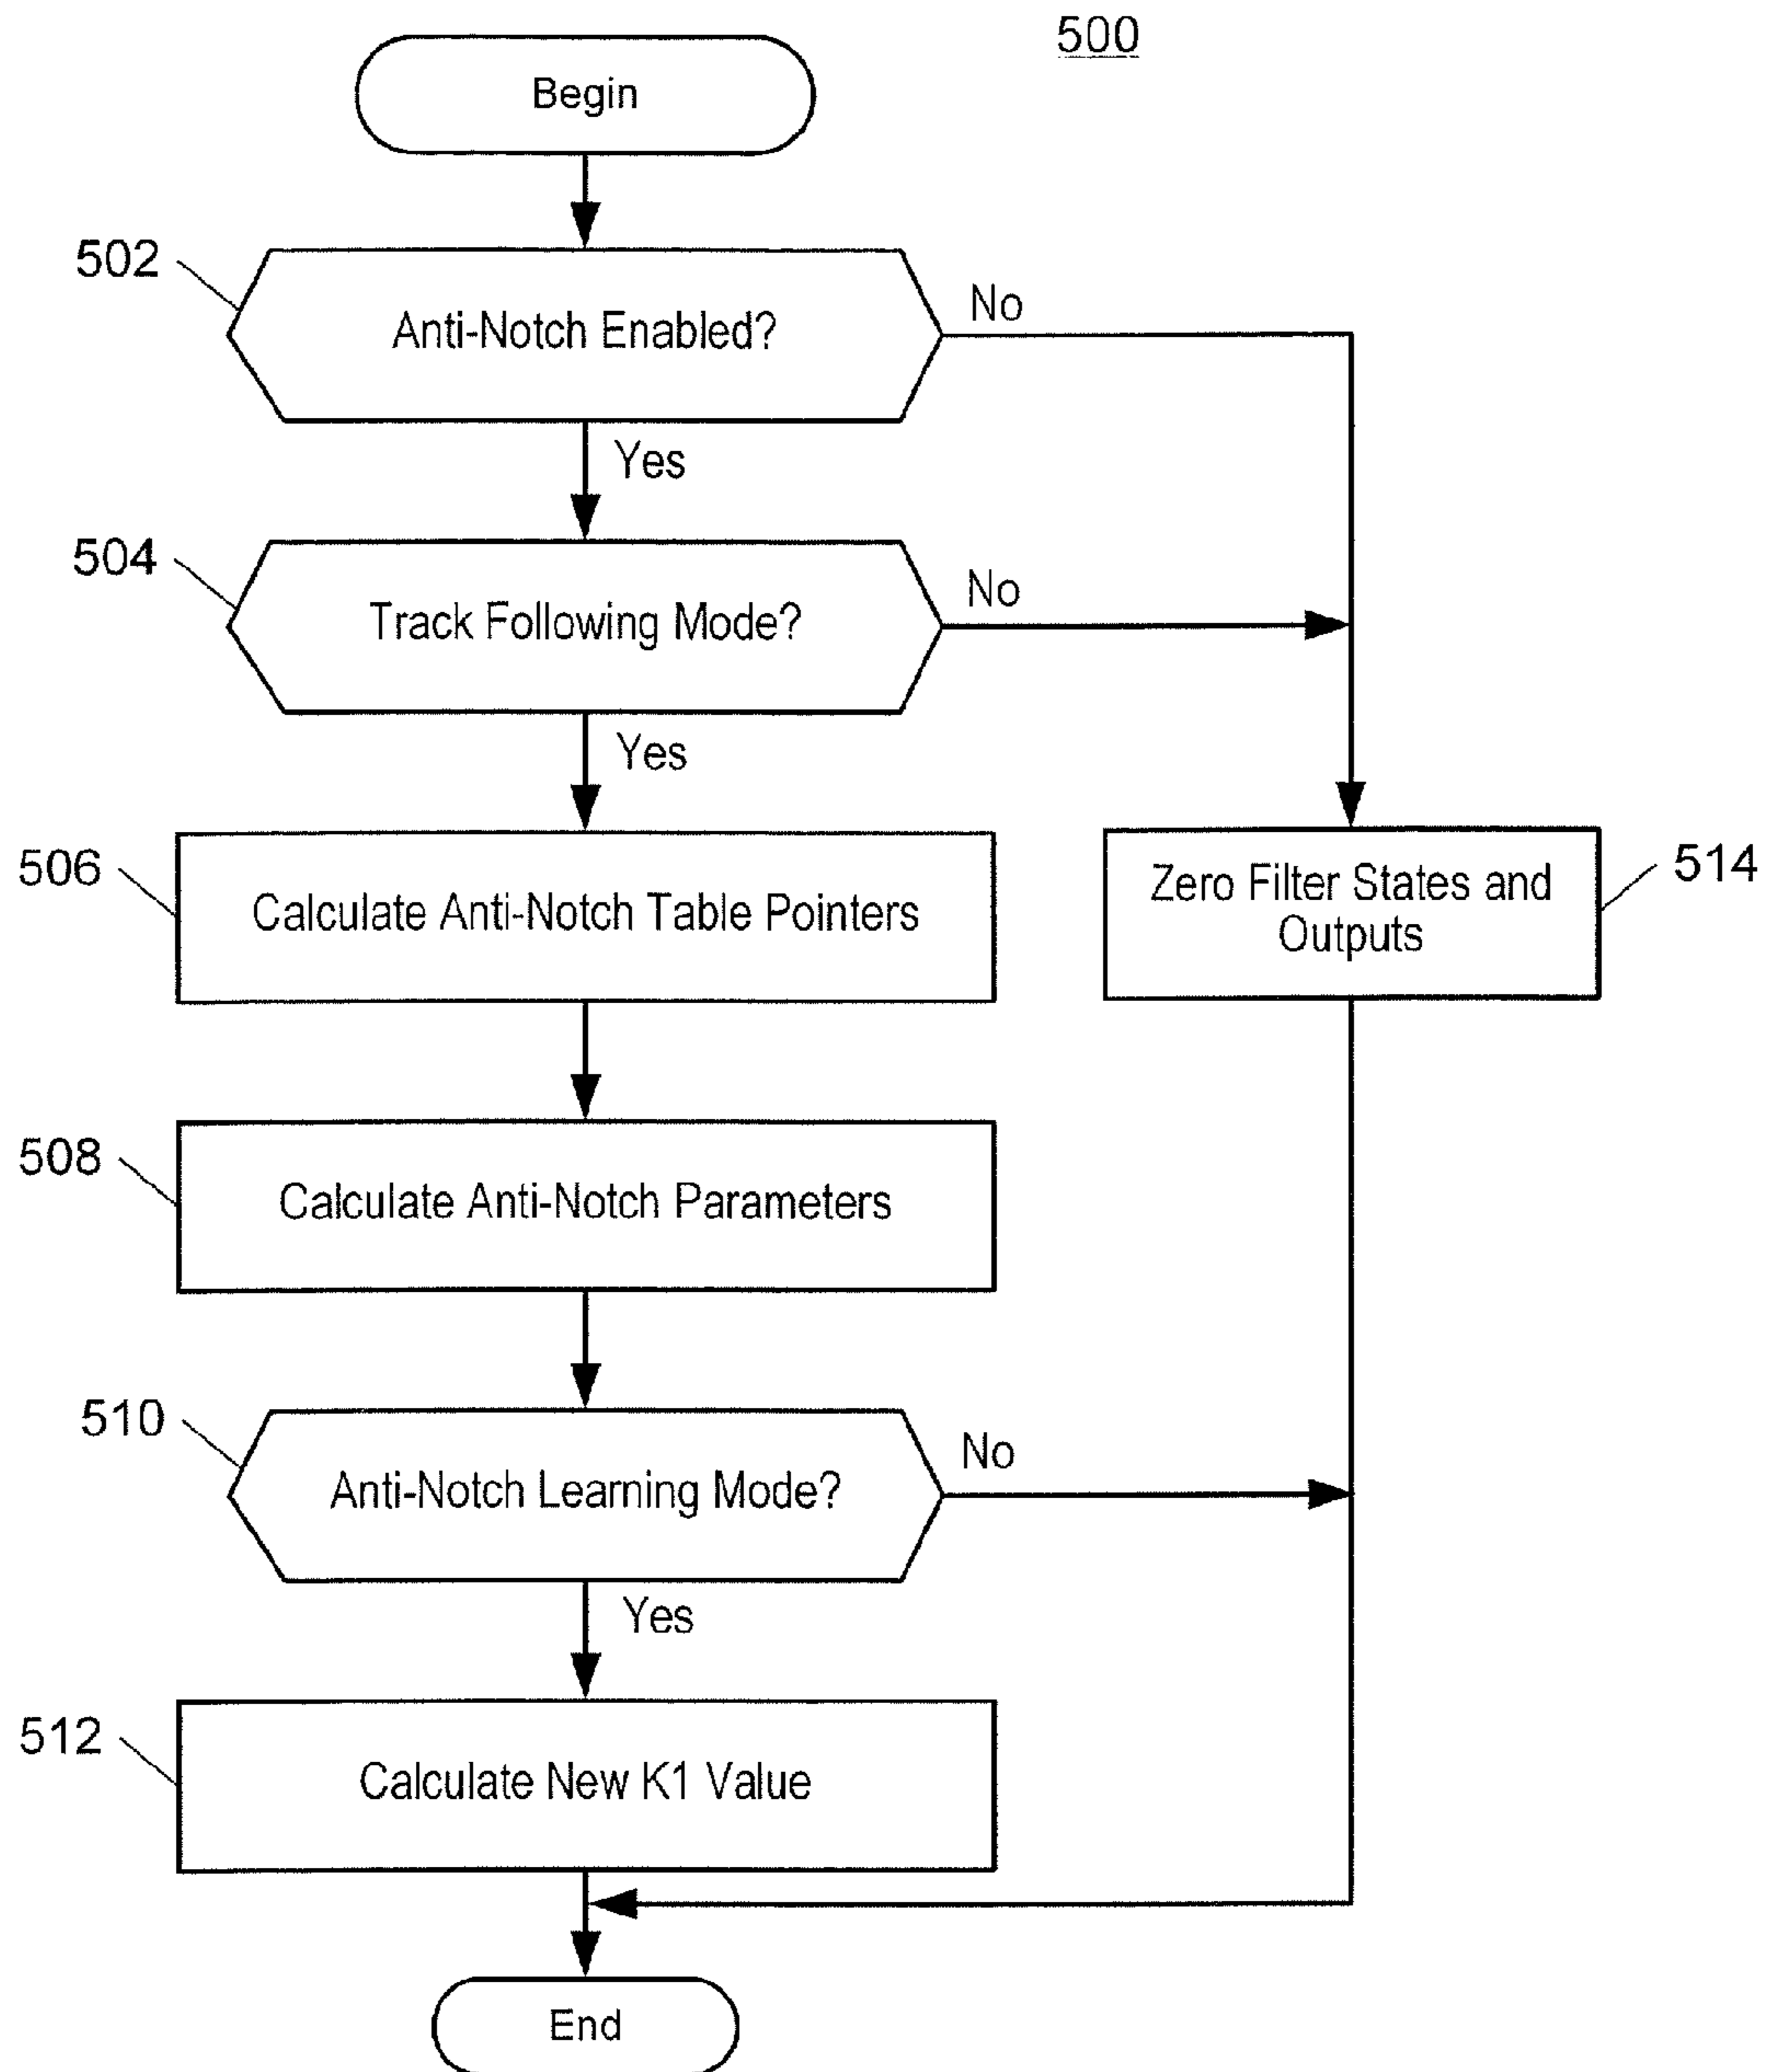 500
Begin
502
Anti-Notch Enabled?
No
Yes
504
Track Following Mode?
No
Yes
506
Calculate Anti-Notch Table Pointers
Zero Filter States and
Outputs
514
508
Calculate Anti-Notch Parameters
510
Anti-Notch Learning Mode?
No
Yes
512
Calculate New K1 Value
End